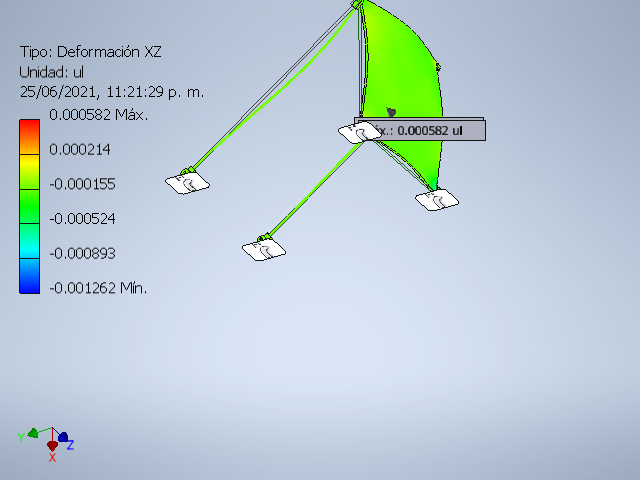 Tipo: Deformación XZ
Unidad: ul
25/06/2021, 11:21:29 p. m.
0.000582 Máx.
0.000214
-0.000155
-0.000524
-0.000893
-0.001262 Mín.
0.000582 ul
Y
Z
X